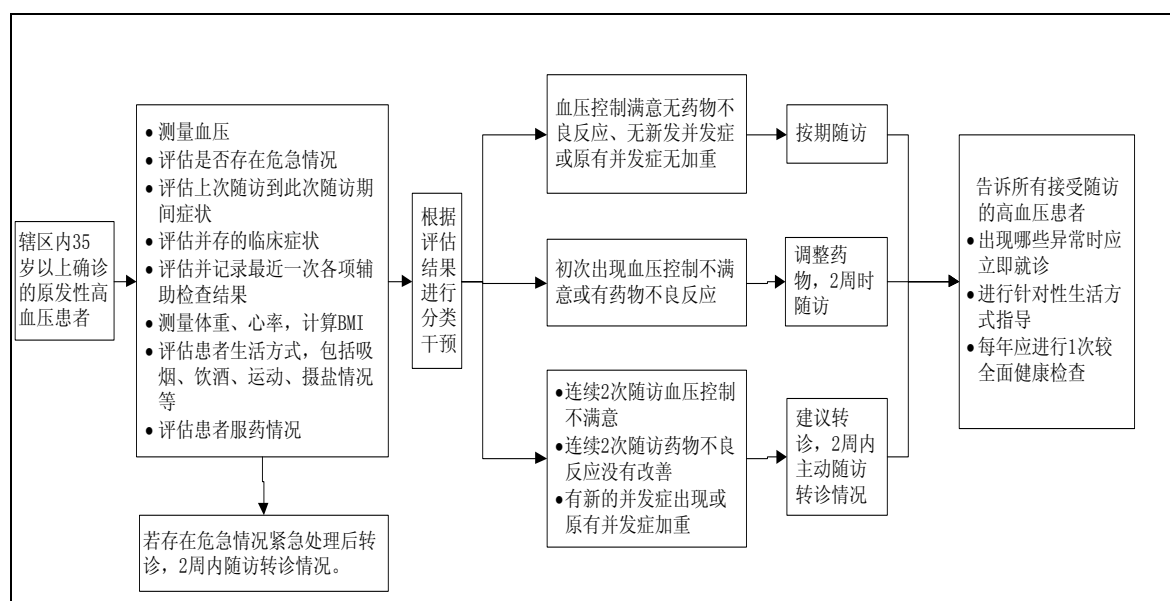 辖区内35
岁以上确诊
的原发性高
血压患者
●测量血压
●评估是否存在危急情况
●评估上次随访到此次随访期
间症状
●评估并存的临床症状
●评估并记录最近一次各项辅
助检查结果
●测量体重、心率，计算BMI
●评估患者生活方式，包括吸
烟、饮酒、运动、摄盐情况
等
●评估患者服药情况
若存在危急情况紧急处理后转
诊，2周内随访转诊情况。
根据
评估
结果
进行
分类
干预
血压控制满意无药物不
良反应、无新发并发症
或原有并发症无加重
按期随访
初次出现血压控制不满
意或有药物不良反应
调整药
物，2周时
随访
●连续2次随访血压控制
不满意
●连续2次随访药物不良
反应没有改善
●有新的并发症出现或
原有并发症加重
建议转
诊，2周内
主动随访
转诊情况
告诉所有接受随访
的高血压患者
●出现哪些异常时应
立即就诊
●进行针对性生活方
式指导
●每年应进行1次较
全面健康检查